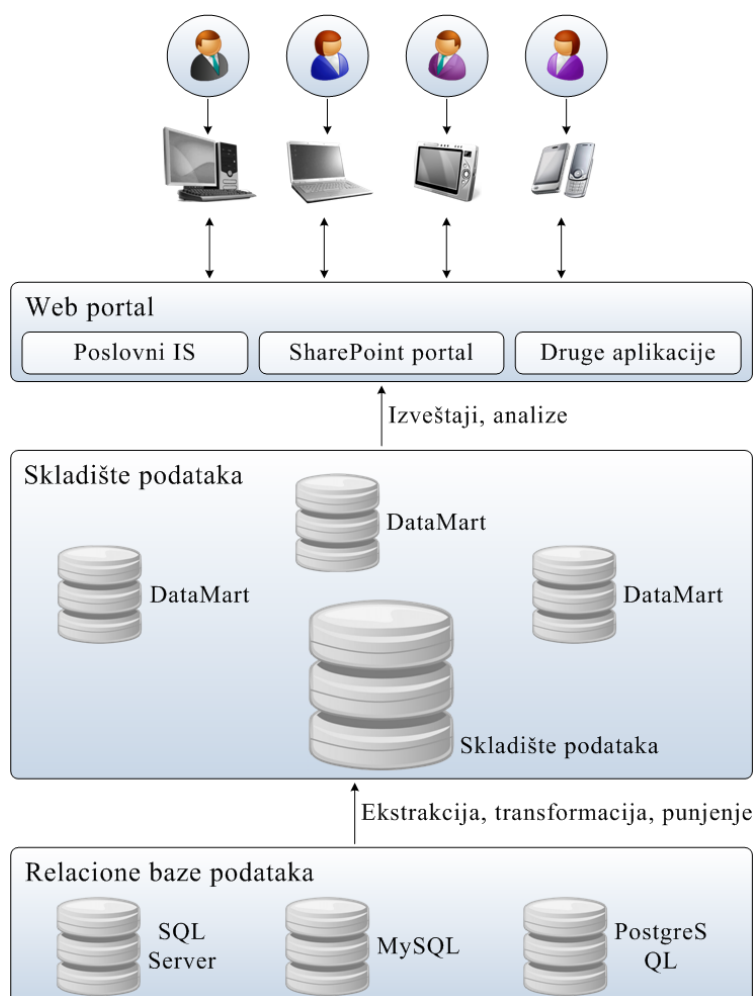 Web portal
Poslovni IS
SharePoint portal
Druge aplikacije
Izveštaji, analize
Skladište podataka
DataMart
DataMart
DataMart
Skladište podataka
Ekstrakcija, transformacija, punjenje
Relacione baze podataka
SQL
Server
MySQL
PostgreS
QL